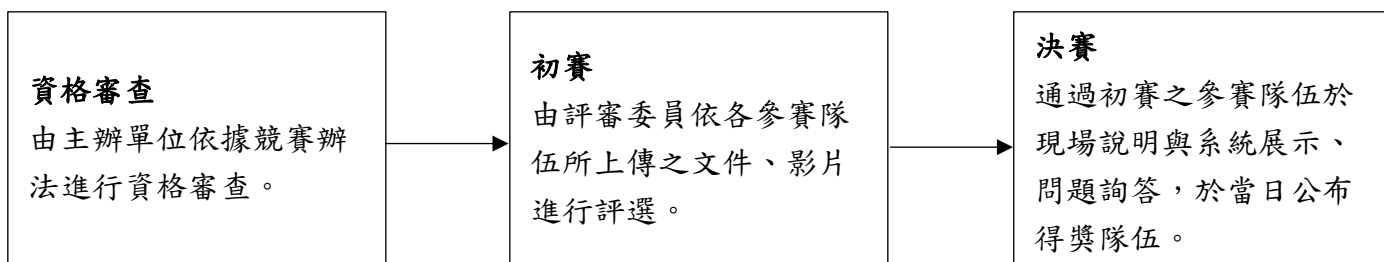 資格審查
由主辦單位依據競賽辦
法進行資格審查。
初賽
由評審委員依各參賽隊
伍所上傳之文件、影片
進行評選。
決賽
通過初賽之參賽隊伍於
現場說明與系統展示、
問題詢答，於當日公布
得獎隊伍。